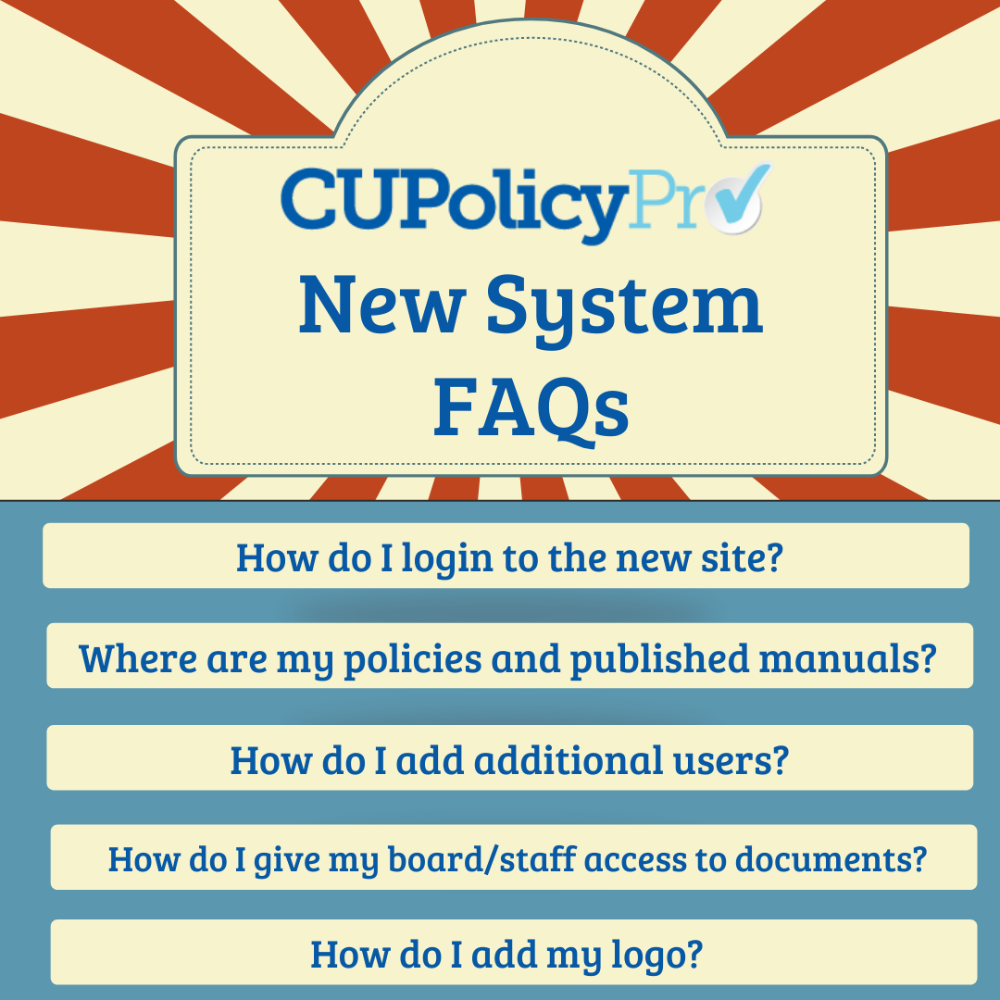 CUPolicyPro
New System
FAQs
How do I login to the new site?
Where are my policies and published manuals?
How do I add additional users?
How do I give my board/staff access to documents?
How do I add my logo?